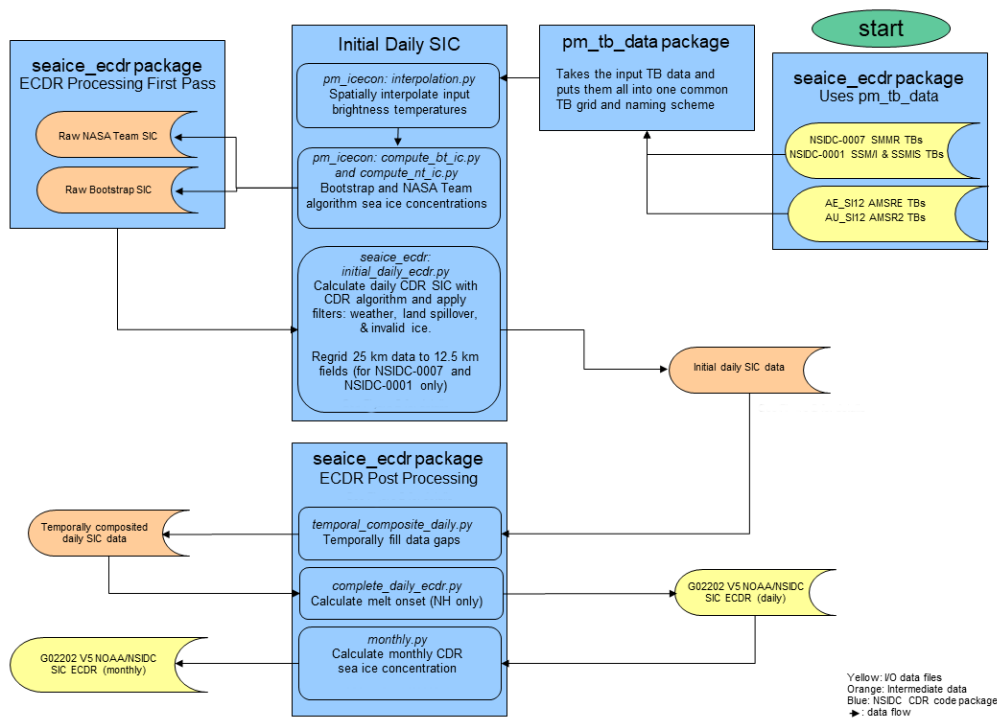 start
seaice_ecdr package
Uses pm_tb_data
NSIDC-0007 SMMR TBs
NSIDC-0001 SSM/I & SSMIS TBs
AE_SI12 AMSRE TBs
AU_SI12 AMSR2 TBs
pm_tb_data package
Takes the input TB data and
puts them all into one common
TB grid and naming scheme
Initial Daily SIC
pm_icecon: interpolation.py
Spatially interpolate input
brightness temperatures
pm_icecon: compute_bt_ic.py
and compute_nt_ic.py
Bootstrap and NASA Team
algorithm sea ice concentrations
seaice_ecdr package
ECDR Processing First Pass
Raw NASA Team SIC
Raw Bootstrap SIC
seaice_ecdr:
initial_daily_ecdr.py
Calculate daily CDR SIC with
CDR algorithm and apply
filters: weather, land spillover,
& invalid ice.
Regrid 25 km data to 12.5 km
fields (for NSIDC-0007 and
NSIDC-0001 only)
Initial daily SIC data
seaice_ecdr package
ECDR Post Processing
temporal_composite_daily.py
Temporally fill data gaps
Temporally composited
daily SIC data
complete_daily_ecdr.py
Calculate melt onset (NH only)
G02202 V5 NOAA/NSIDC
SIC ECDR (daily)
monthly.py
Calculate monthly CDR
sea ice concentration
G02202 V5 NOAA/NSIDC
SIC ECDR (monthly)
Yellow: I/O data files
Orange: Intermediate data
Blue: NSIDC CDR code package
: data flow